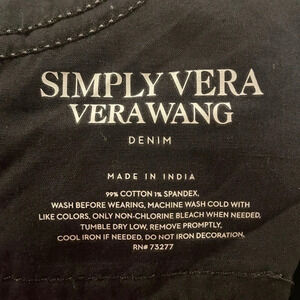 SIMPLY VERA
VERA WANG
DENIM
MADE IN INDIA
99% COTTON 1% SPANDEX,
WASH BEFORE WEARING, MACHINE WASH COLD WITH
LIKE COLORS, ONLY NON-CHLORINE BLEACH WHEN NEEDED,
TUMBLE DRY LOW, REMOVE PROMPTLY,
COOL IRON IF NEEDED, DO NOT IRON DECORATION,
RN# 73277